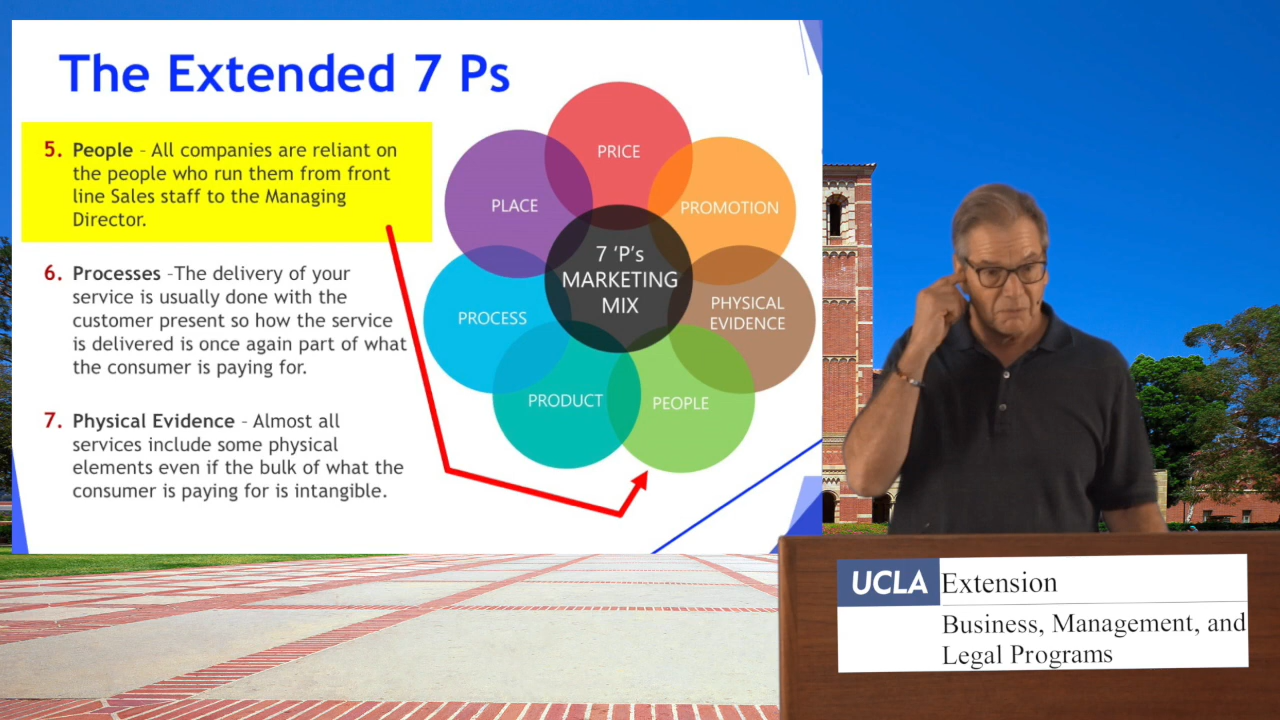 The Extended 7 Ps
5. People - All companies are reliant on
the people who run them from front
line Sales staff to the Managing
Director.
6. Processes -The delivery of your
service is usually done with the
customer present so how the service
is delivered is once again part of what
the consumer is paying for.
7. Physical Evidence - Almost all
services include some physical
elements even if the bulk of what the
consumer is paying for is intangible.
PRICE
PLACE
PROMOTION
7 ‘P’s
MARKETING
MIX
PROCESS
PHYSICAL
EVIDENCE
PRODUCT
PEOPLE
UCLA Extension
Business, Management, and
Legal Programs